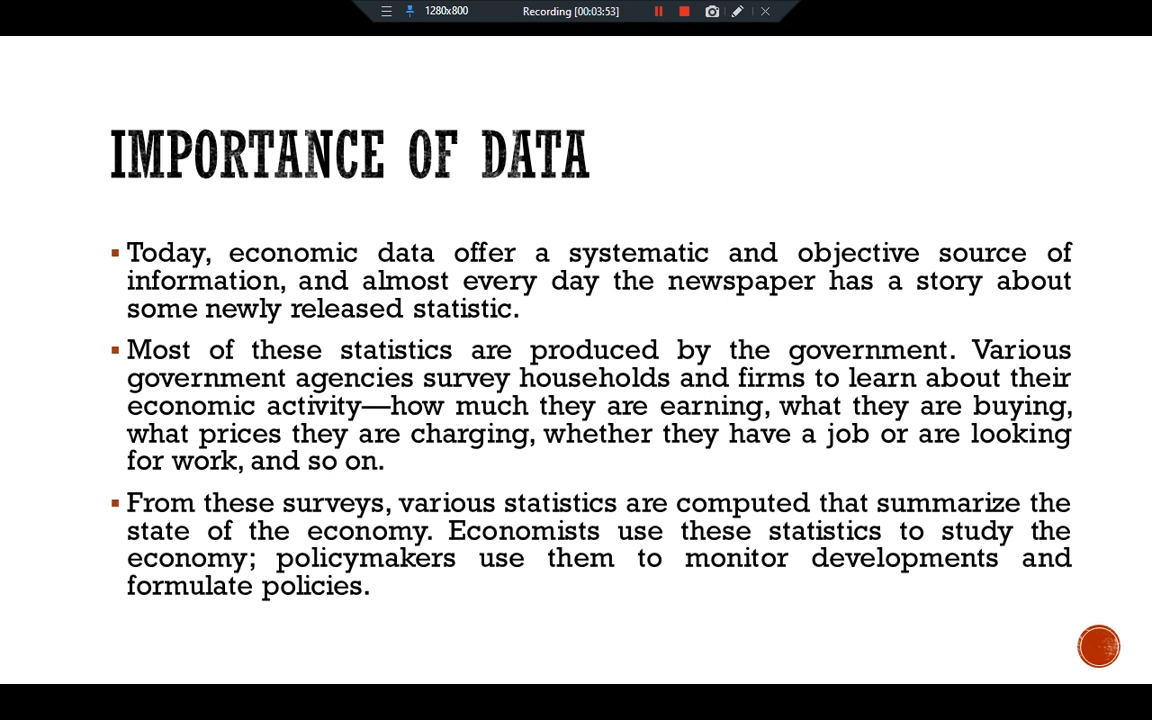 1280x800 Recording [00:03:53]
IMPORTANCE OF DATA
▪ Today, economic data offer a systematic and objective source of
information, and almost every day the newspaper has a story about
some newly released statistic.
▪ Most of these statistics are produced by the government. Various
government agencies survey households and firms to learn about their
economic activity—how much they are earning, what they are buying,
what prices they are charging, whether they have a job or are looking
for work, and so on.
▪ From these surveys, various statistics are computed that summarize the
state of the economy. Economists use these statistics to study the
economy; policymakers use them to monitor developments and
formulate policies.